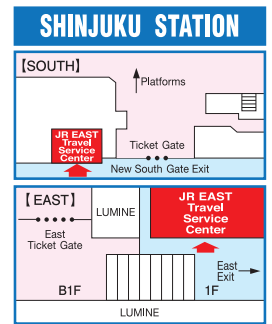 SHINJUKU STATION
【SOUTH】
Platforms
JR EAST
Travel
Service
Center
Ticket Gate
New South Gate Exit
【EAST】
LUMINE
JR EAST
Travel
Service
Center
East
Ticket Gate
East
Exit
B1F
1F
LUMINE